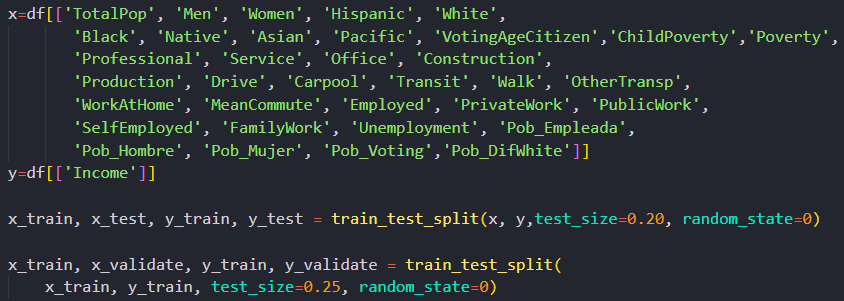 x=df[['TotalPop', 'Men', 'Women', 'Hispanic', 'White',
'Black', 'Native', 'Asian', 'Pacific', 'VotingAgeCitizen','ChildPoverty','Poverty',
'Professional', 'Service', 'Office', 'Construction',
'Production', 'Drive', 'Carpool', 'Transit', 'Walk', 'OtherTransp',
'WorkAtHome', 'MeanCommute', 'Employed', 'PrivateWork', 'PublicWork',
'SelfEmployed', 'FamilyWork', 'Unemployment', 'Pob_Empleada',
'Pob_Hombre', 'Pob_Mujer', 'Pob_Voting','Pob_DifWhite']]
y=df[['Income']]
x_train, x_test, y_train, y_test = train_test_split(x, y,test_size=0.20, random_state=0)
x_train, x_validate, y_train, y_validate = train_test_split(
x_train, y_train, test_size=0.25, random_state=0)